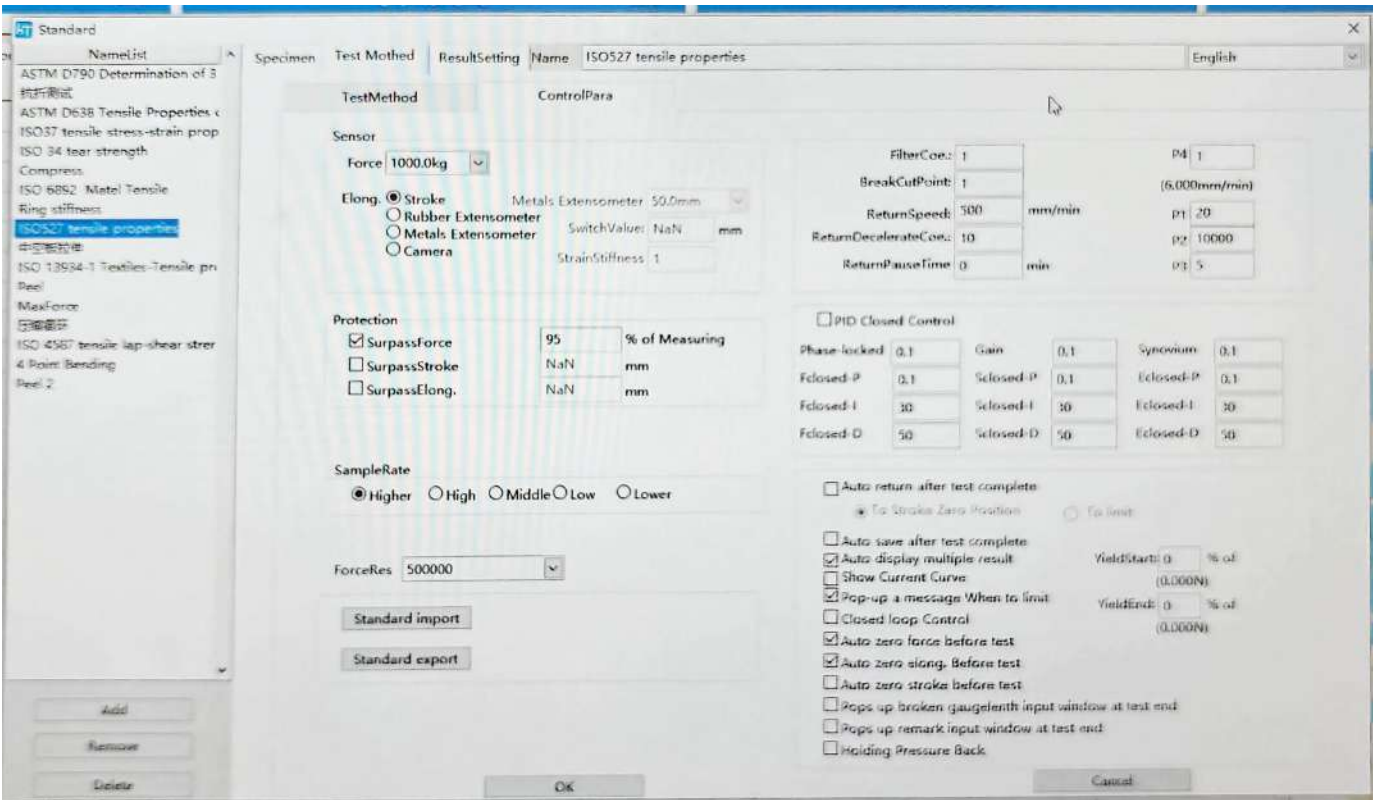 Standard
NameList
ASTM D790 Determination of 3
抗折测试
ASTM D638 Tensile Properties
ISO37 tensile stress-strain prop
ISO 34 tear strength
Compress
ISO 6892 Metel Tensile
Ring stiffness
ISO527 tensile properties
中空板拉伸
ISO 13934-1 Textiles-Tensile pri
Peel
MaxForce
压缩循环
ISO 4587 tensile lap-shear strer
4 Point Bending
Peel 2
Add
Remove
Delete
Specimen Test Mothed ResultSetting Name ISO527 tensile properties English
TestMethod ControlPara
Sensor
Force 1000.0kg
Elong. Stroke Metals Extensometer 50.0mm
Rubber Extensometer
SwitchValue: NaN mm
Metals Extensometer
Camera
StrainStiffness 1
Protection
SurpassForce 95 % of Measuring
SurpassStroke NaN mm
SurpassElong. NaN mm
SampleRate
Higher High Middle Low Lower
ForceRes 500000
Standard import
Standard export
OK
FilterCoe.: 1 P4 1
BreakCutPoint: 1 (6.000mm/min)
ReturnSpeed: 500 mm/min P1 20
ReturnDecelerateCoe.: 10 P2 10000
ReturnPauseTime 0 min P3 5
PID Closed Control
Phase-locked 0.1 Gain 0.1 Synovium 0.1
Fclosed-P 0.1 Sclosed-P 0.1 Eclosed-P 0.1
Fclosed-I 30 Sclosed-I 30 Eclosed-I 30
Fclosed-D 50 Sclosed-D 50 Eclosed-D 50
Auto return after test complete
To Stroke Zero Position To limit
Auto save after test complete
Auto display multiple result YieldStart: 0 % of
Show Current Curve (0.000N)
Pop-up a message When to limit YieldEnd: 0 % of
Closed loop Control (0.000N)
Auto zero force before test
Auto zero elong. Before test
Auto zero stroke before test
Pops up broken gaugelenth input window at test end
Pops up remark input window at test end
Holding Pressure Back
Cancel